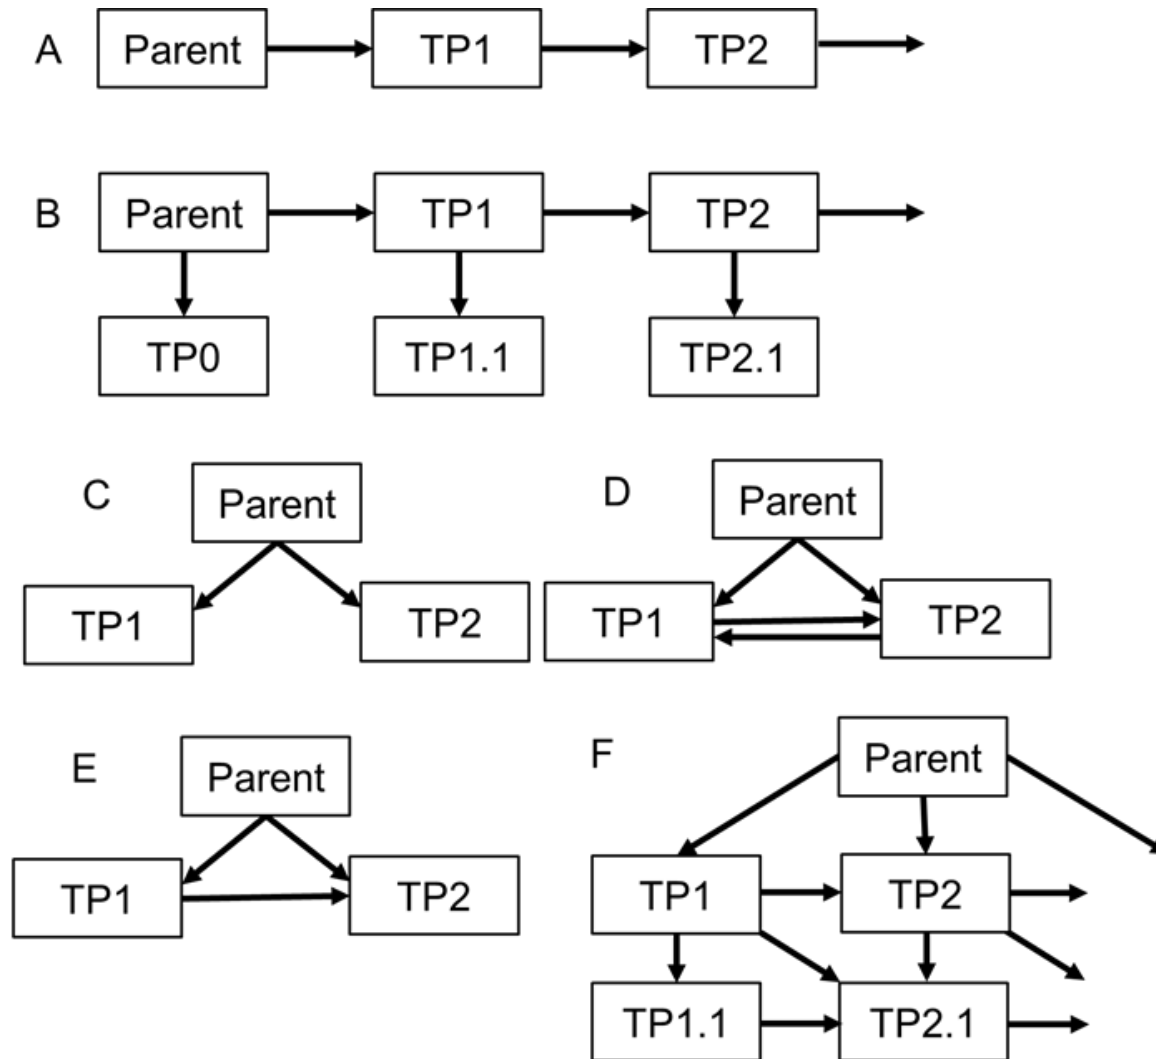 A Parent TP1 TP2
B Parent TP1 TP2
TP0 TP1.1 TP2.1
C Parent
TP1 TP2
D Parent
TP1 TP2
E Parent
TP1 TP2
F Parent
TP1 TP2
TP1.1 TP2.1